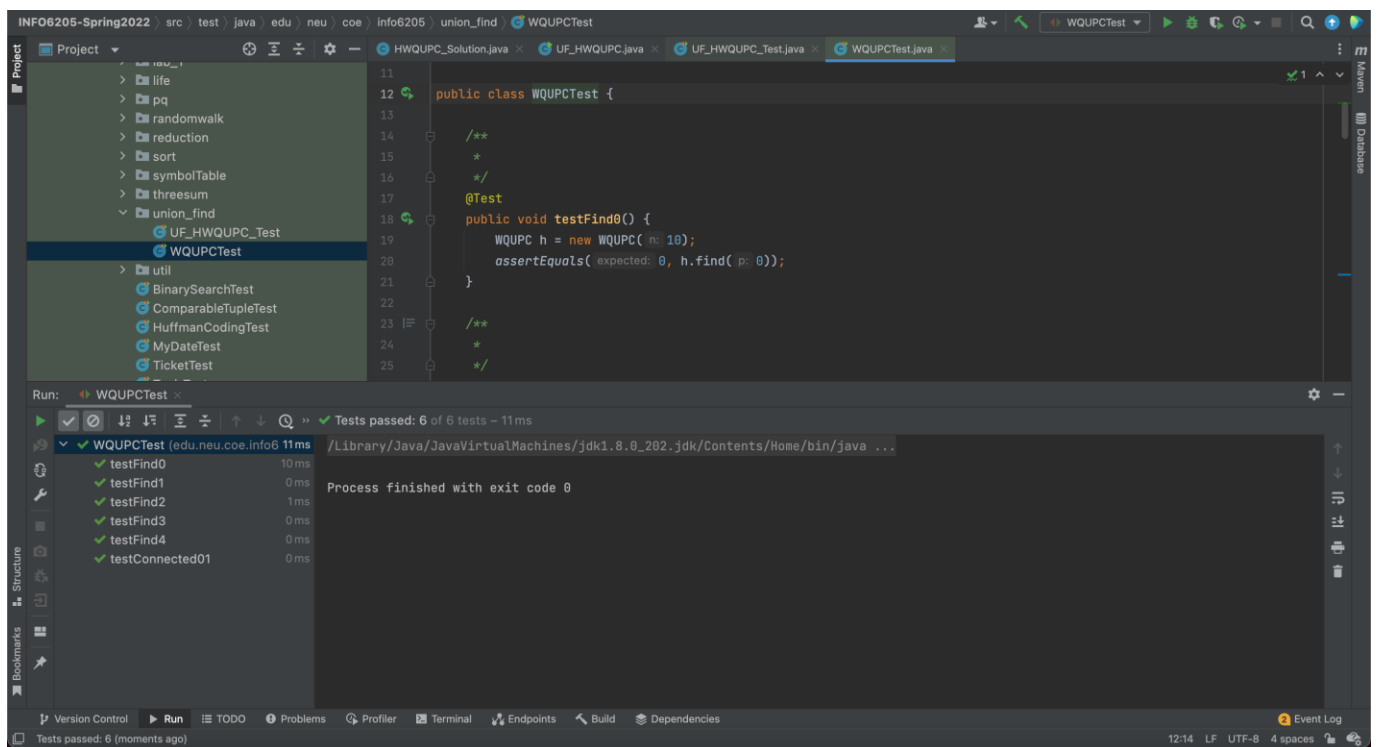 INFO6205-Spring2022 › src › test › java › edu › neu › coe › info6205 › union_find › WQUPCTest
WQUPCTest
Project
HWQUPC_Solution.java
UF_HWQUPC.java
UF_HWQUPC_Test.java
WQUPCTest.java
Project
Maven
Database
life
pq
randomwalk
reduction
sort
symbolTable
threesum
union_find
UF_HWQUPC_Test
WQUPCTest
util
BinarySearchTest
ComparableTupleTest
HuffmanCodingTest
MyDateTest
TicketTest
1
11
12 public class WQUPCTest {
13
14 /**
15 *
16 */
17 @Test
18 public void testFind0() {
19 WQUPC h = new WQUPC( n: 10);
20 assertEquals( expected: 0, h.find( p: 0));
21 }
22
23 /**
24 *
25 */
Run: WQUPCTest
Tests passed: 6 of 6 tests – 11 ms
WQUPCTest (edu.neu.coe.info6 11 ms
testFind0 10 ms
testFind1 0 ms
testFind2 1 ms
testFind3 0 ms
testFind4 0 ms
testConnected01 0 ms
/Library/Java/JavaVirtualMachines/jdk1.8.0_202.jdk/Contents/Home/bin/java ...
Process finished with exit code 0
Structure
Bookmarks
Version Control Run TODO Problems Profiler Terminal Endpoints Build Dependencies
2 Event Log
Tests passed: 6 (moments ago)
12:14 LF UTF-8 4 spaces